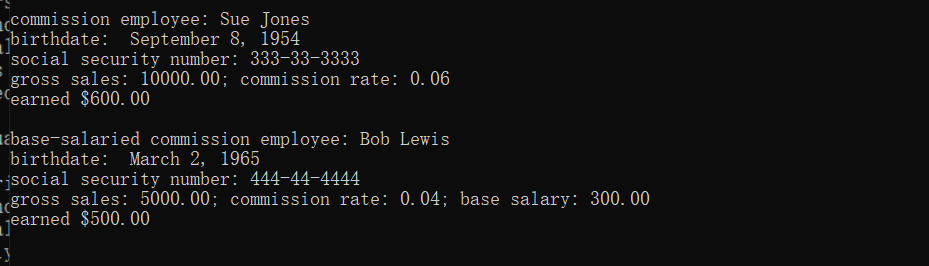 commission employee: Sue Jones
birthdate:  September 8, 1954
social security number: 333-33-3333
gross sales: 10000.00; commission rate: 0.06
earned $600.00

base-salaried commission employee: Bob Lewis
birthdate:  March 2, 1965
social security number: 444-44-4444
gross sales: 5000.00; commission rate: 0.04; base salary: 300.00
earned $500.00